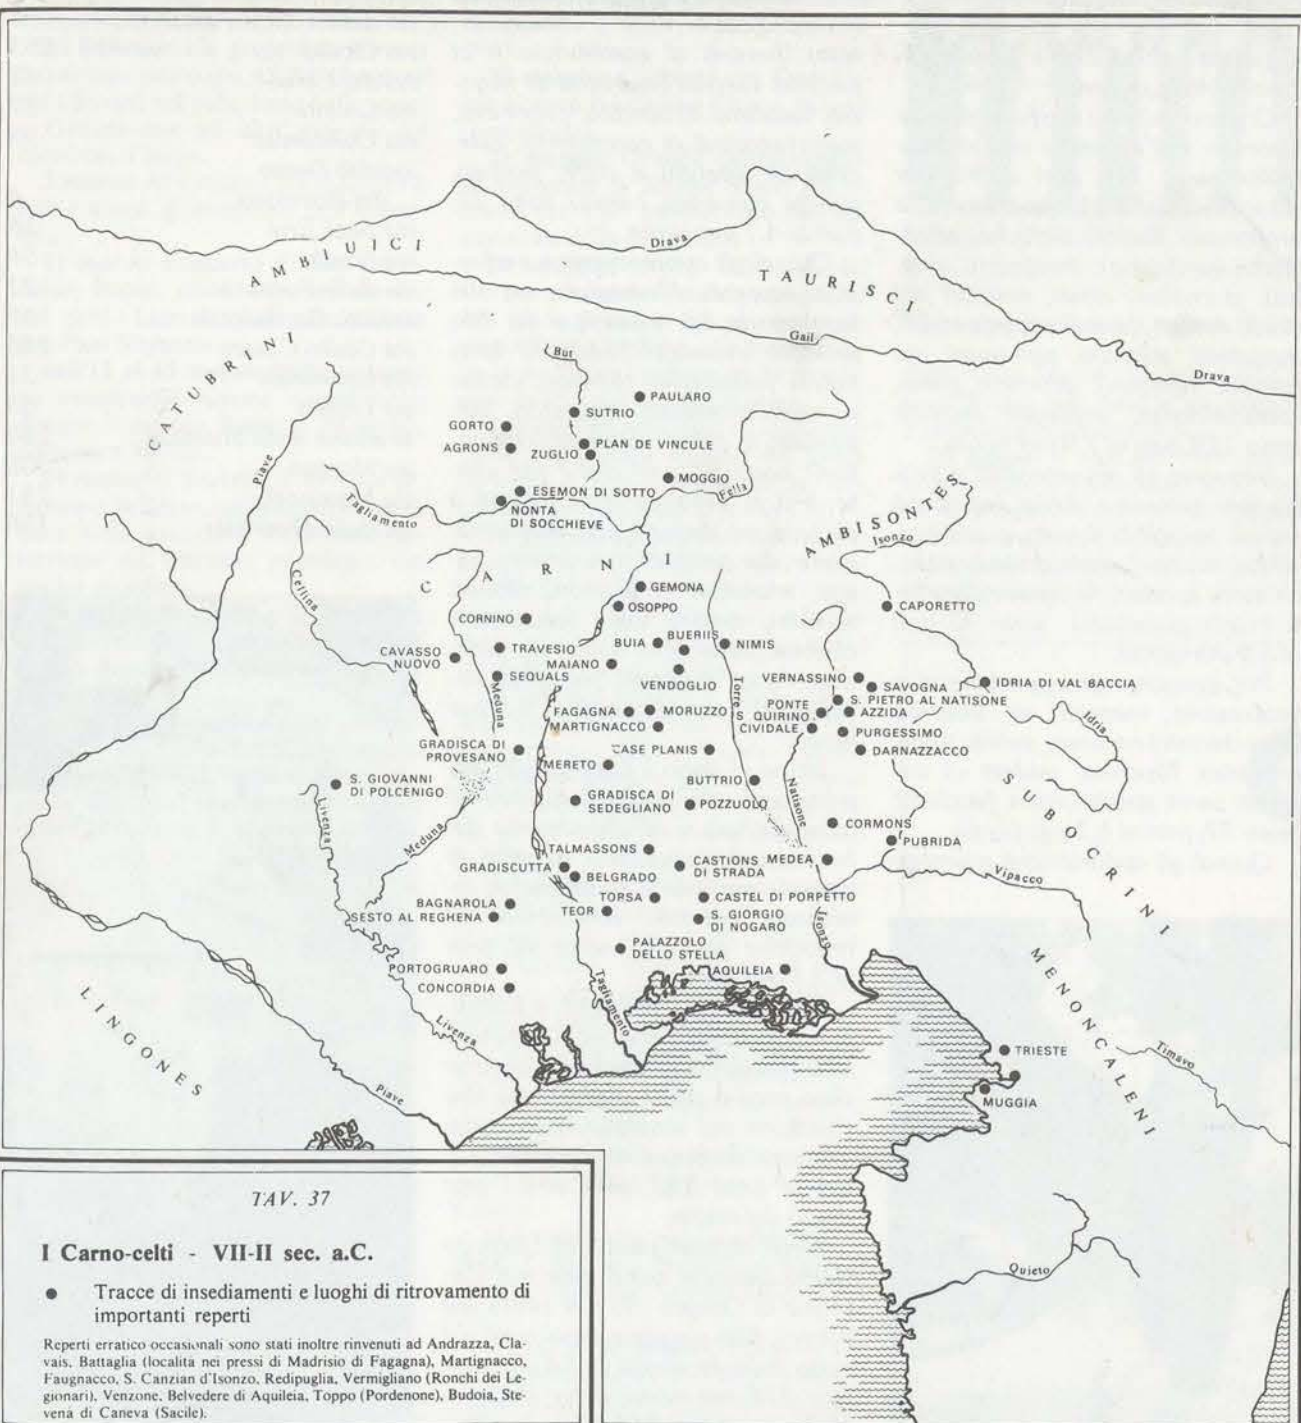 Drava
AMBIUICI
TAURISCI
Gail
Drava
CATUBRINI
But
PAULARO
SUTRIO
GORTO
AGRONS
PLAN DE VINCULE
ZUGLIO
Piave
MOGGIO
Fella
ESEMON DI SOTTO
Tagliamento
NONTA
DI SOCCHIEVE
AMBISONTES
Isonzo
CARNI
Cellina
GEMONA
OSOPPO
CAPORETTO
CORNINO
BUERIIS
BUIA
NIMIS
TRAVESIO
CAVASSO
NUOVO
MAIANO
SEQUALS
VENDOGLIO
VERNASSINO
SAVOGNA
IDRIA DI VAL BACCIA
Meduna
Torre
S. PIETRO AL NATISONE
FAGAGNA
MORUZZO
PONTE
S. QUIRINO
AZZIDA
MARTIGNACCO
CIVIDALE
PURGESSIMO
Idria
GRADISCA DI
PROVESANO
CASE PLANIS
DARNAZZACCO
MERETO
S. GIOVANNI
DI POLCENIGO
BUTTRIO
SUBOCRINI
Livenza
GRADISCA DI
SEDEGLIANO
POZZUOLO
Natisone
CORMONS
Meduna
PUBRIDA
TALMASSONS
MEDEA
GRADISCUTTA
CASTIONS
DI STRADA
Vipacco
BELGRADO
BAGNAROLA
TORSA
CASTEL DI PORPETTO
SESTO AL REGHENA
TEOR
S. GIORGIO
DI NOGARO
Isonzo
PALAZZOLO
DELLO STELLA
PORTOGRUARO
AQUILEIA
CONCORDIA
MENONCALENI
LINGONES
Tagliamento
Livenza
TRIESTE
Timavo
Piave
MUGGIA
Quieto
TAV. 37
I Carno-celti - VII-II sec. a.C.
● Tracce di insediamenti e luoghi di ritrovamento di
importanti reperti
Reperti erratico occasionali sono stati inoltre rinvenuti ad Andrazza, Cla-
vais, Battaglia (località nei pressi di Madrisio di Fagagna), Martignacco,
Faugnacco, S. Canzian d'Isonzo, Redipuglia, Vermigliano (Ronchi dei Le-
gionari), Venzone, Belvedere di Aquileia, Toppo (Pordenone), Budoia, Ste-
vena di Caneva (Sacile).